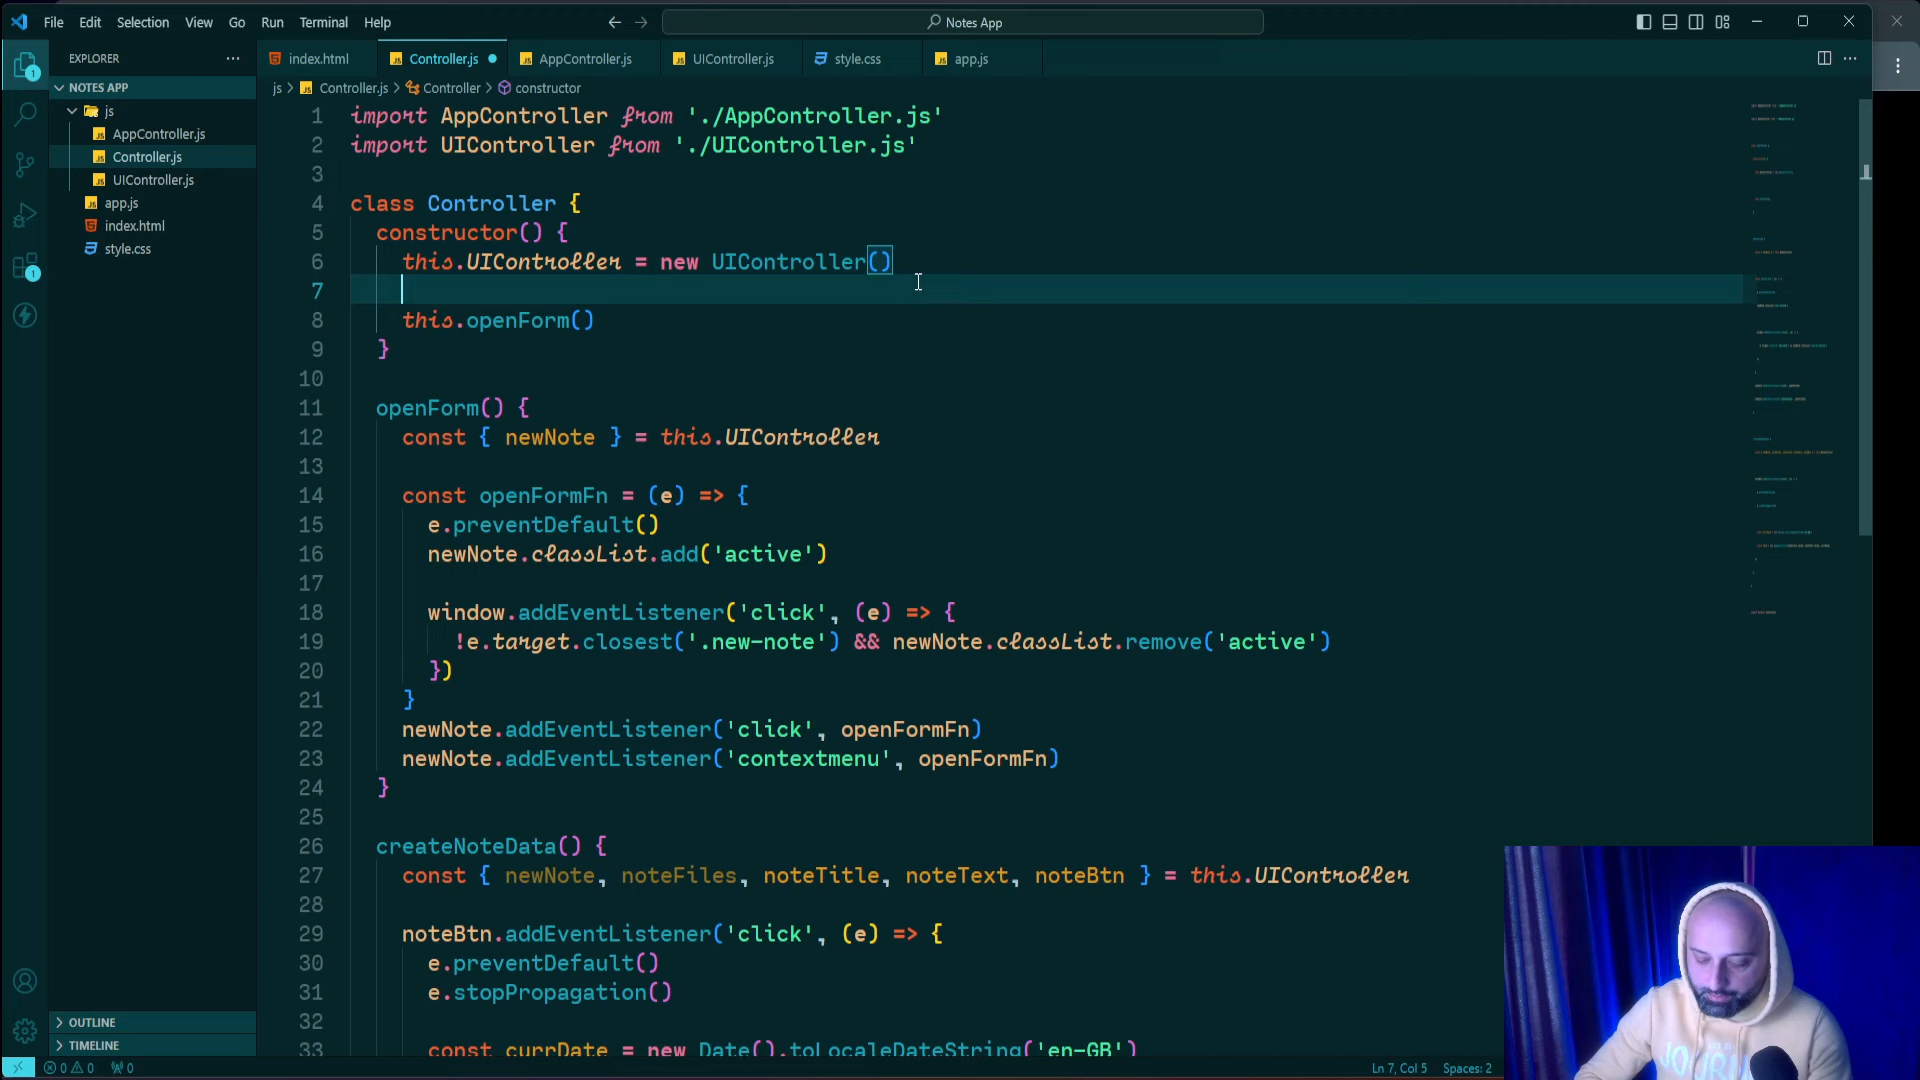 File Edit Selection View Go Run Terminal Help
Notes App
EXPLORER
NOTES APP
js
AppController.js
Controller.js
UIController.js
app.js
index.html
style.css
OUTLINE
TIMELINE
1
1
index.html
Controller.js
AppController.js
UIController.js
style.css
app.js
js > Controller.js > Controller > constructor
1 import AppController from './AppController.js'
2 import UIController from './UIController.js'
3
4 class Controller {
5 constructor() {
6 this.UIController = new UIController()
7
8 this.openForm()
9 }
10
11 openForm() {
12 const { newNote } = this.UIController
13
14 const openFormFn = (e) => {
15 e.preventDefault()
16 newNote.classList.add('active')
17
18 window.addEventListener('click', (e) => {
19 !e.target.closest('.new-note') && newNote.classList.remove('active')
20 })
21 }
22 newNote.addEventListener('click', openFormFn)
23 newNote.addEventListener('contextmenu', openFormFn)
24 }
25
26 createNoteData() {
27 const { newNote, noteFiles, noteTitle, noteText, noteBtn } = this.UIController
28
29 noteBtn.addEventListener('click', (e) => {
30 e.preventDefault()
31 e.stopPropagation()
32
33 const currDate = new Date().toLocaleDateString('en-GB')
0 0 0
Ln 7, Col 5 Spaces: 2